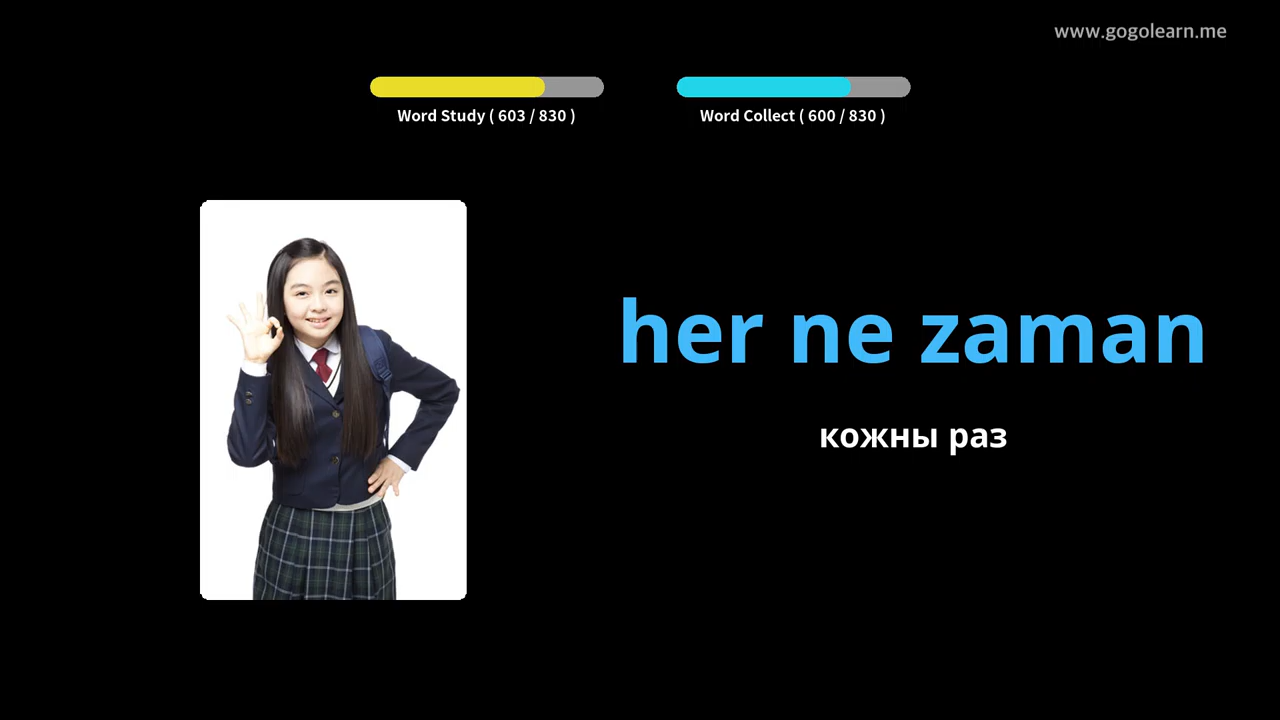 www.gogolearn.me
Word Study ( 603 / 830 )
Word Collect ( 600 / 830 )
her ne zaman
кожны раз